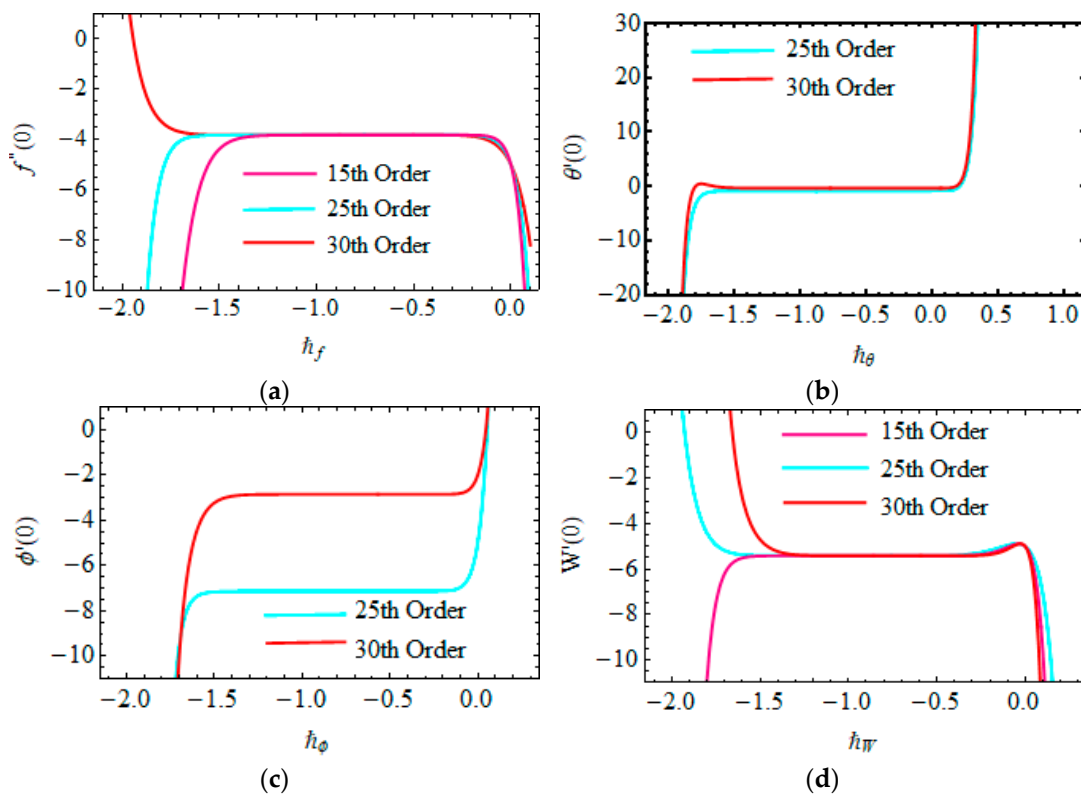 0
−2
−4
−6
−8
−10
f''(0)
15th Order
25th Order
30th Order
−2.0 −1.5 −1.0 −0.5 0.0
ħf
(a)
30
20
10
0
−10
−20
θ'(0)
25th Order
30th Order
−2.0 −1.5 −1.0 −0.5 0.0 0.5 1.0
ħθ
(b)
0
−2
−4
−6
−8
−10
ϕ'(0)
25th Order
30th Order
−2.0 −1.5 −1.0 −0.5 0.0
ħϕ
(c)
0
−2
−4
−6
−8
−10
W'(0)
15th Order
25th Order
30th Order
−2.0 −1.5 −1.0 −0.5 0.0
ħW
(d)